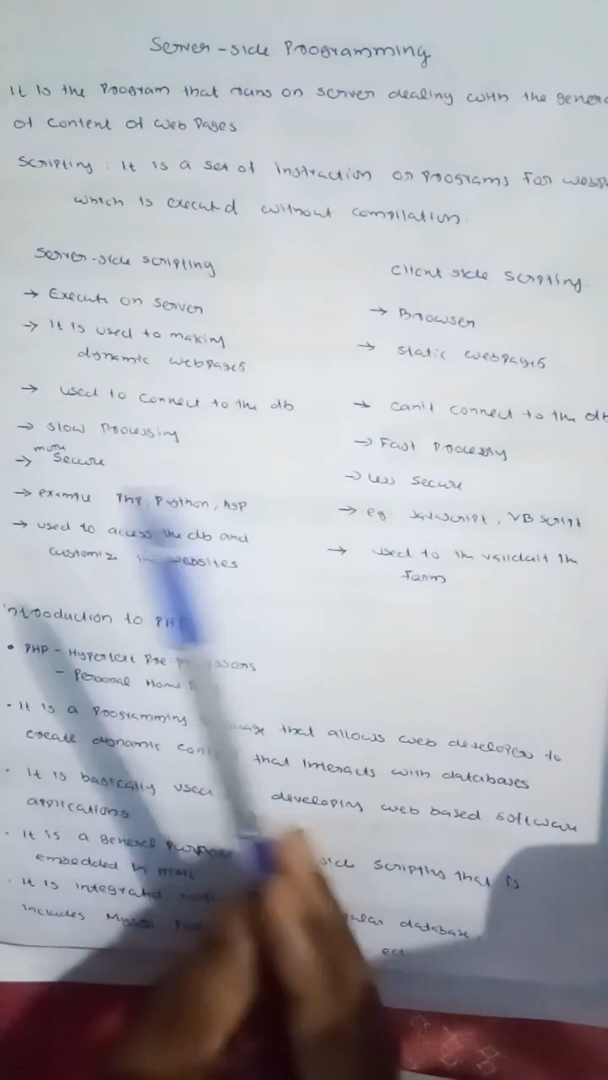 Server-side Programming
It is the Program that runs on server dealing with the
of content of web Pages
Scripting: It is a set of instruction or programs for
which is executed without compilation.
Server-side scripting
→ Execute on Server
→ It is used to making
dynamic webpages
→ used to connect to the db
→ slow Processing
→ more Secure
→ example Php, Python, ASP
→ used to acess the db and
customize websites
Client side Scripting.
→ Browser
→ static webpages
→ can't connect to the db
→ Fast Processing
→ less secure
→ eg Javascript, VB script
→ used to the validate the
form
Introduction to
• PHP - Hypertext Pre
- Personal Home
• It is a Programming that allows web developers to
create dynamic that Interacts with databases
• It is basically developing web based software
applications
• It is a General Purpose side scripting that is
embedded in HTML
• It is integrated database.
includes